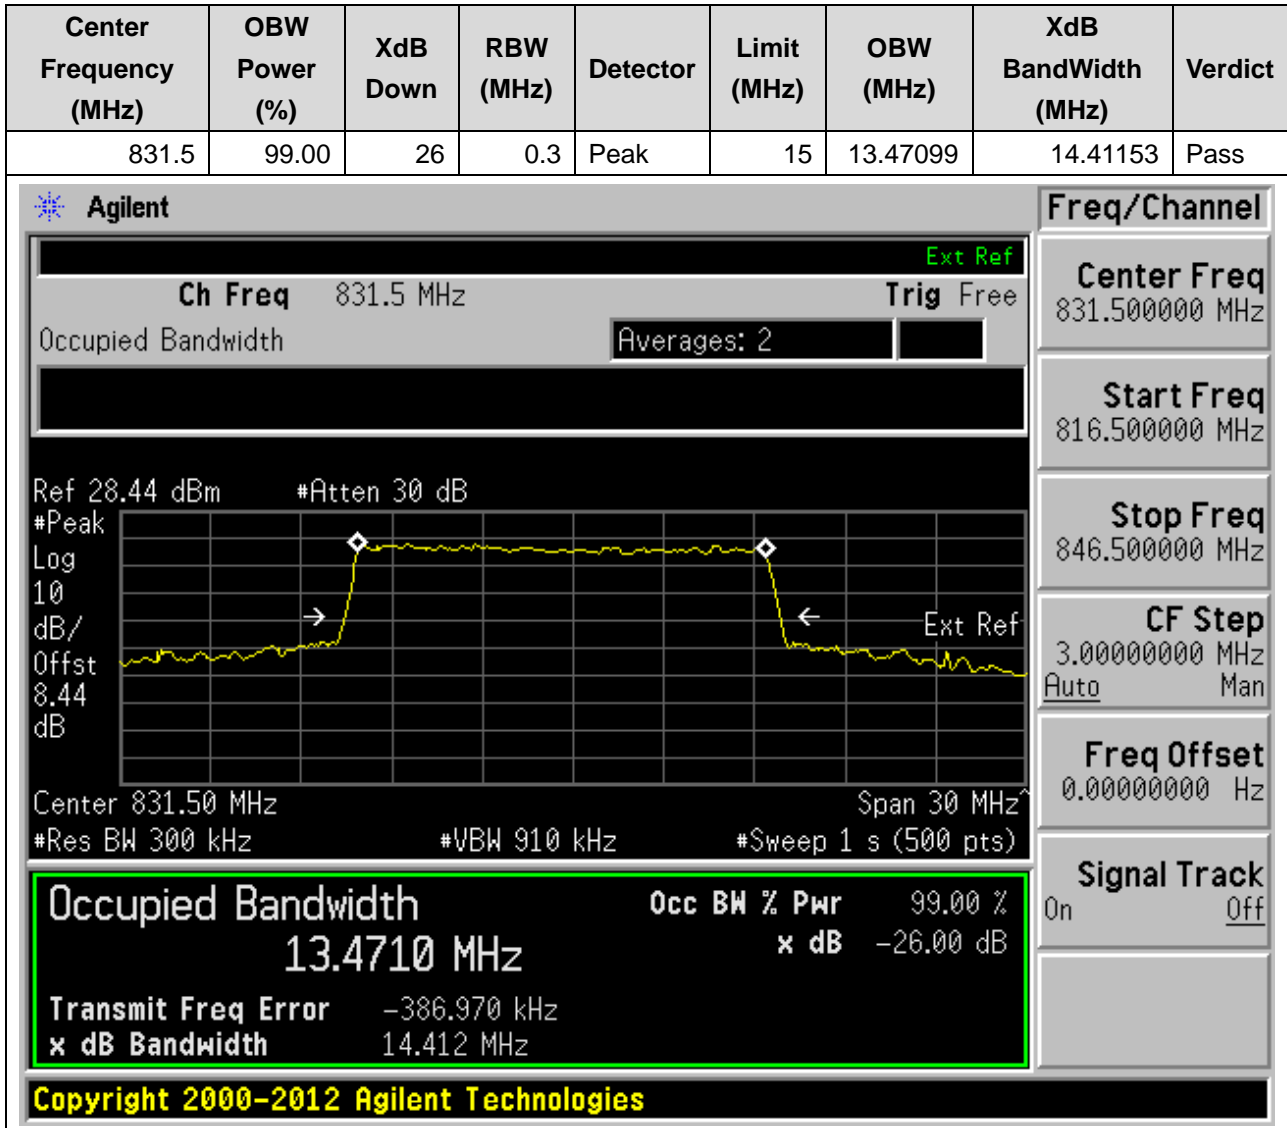 Center Frequency (MHz) OBW Power (%) XdB Down RBW (MHz) Detector Limit (MHz) OBW (MHz) XdB BandWidth (MHz) Verdict
831.5 99.00 26 0.3 Peak 15 13.47099 14.41153 Pass
Agilent
Freq/Channel
Ext Ref
Ch Freq 831.5 MHz Trig Free
Occupied Bandwidth Averages: 2
Ref 28.44 dBm #Atten 30 dB
#Peak
Log
10
dB/
Offst
8.44
dB
Ext Ref
Center 831.50 MHz Span 30 MHz^
#Res BW 300 kHz #VBW 910 kHz #Sweep 1 s (500 pts)
Occupied Bandwidth Occ BW % Pwr 99.00 %
13.4710 MHz x dB -26.00 dB
Transmit Freq Error -386.970 kHz
x dB Bandwidth 14.412 MHz
Center Freq
831.500000 MHz
Start Freq
816.500000 MHz
Stop Freq
846.500000 MHz
CF Step
3.00000000 MHz
Auto Man
Freq Offset
0.00000000 Hz
Signal Track
On Off
Copyright 2000-2012 Agilent Technologies